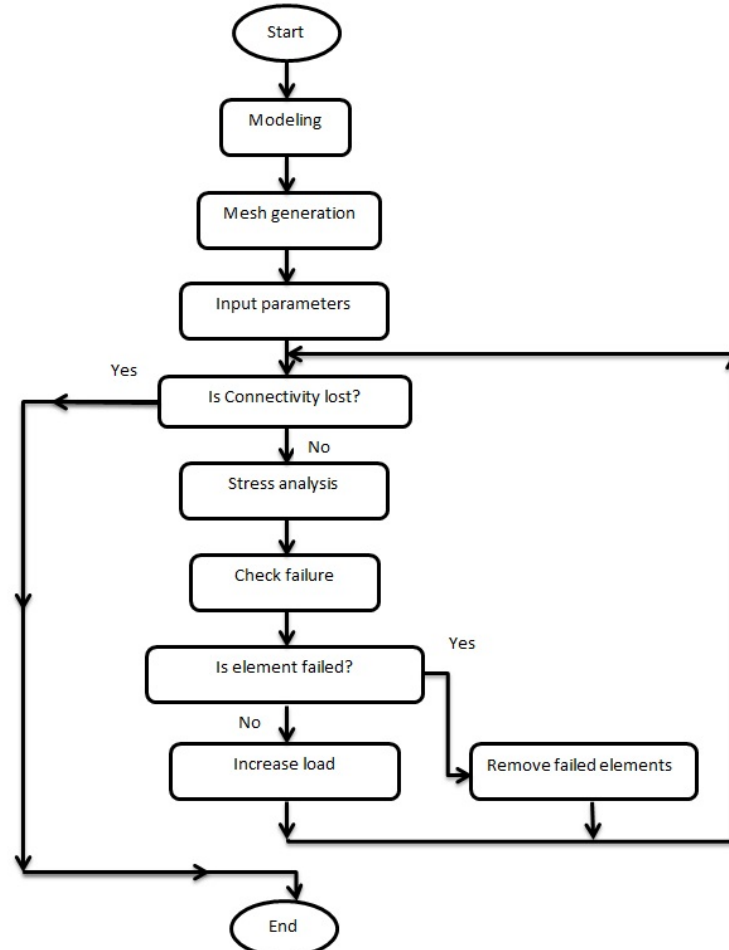 Start
Modeling
Mesh generation
Input parameters
Yes
Is Connectivity lost?
No
Stress analysis
Check failure
Yes
Is element failed?
No
Increase load
Remove failed elements
End